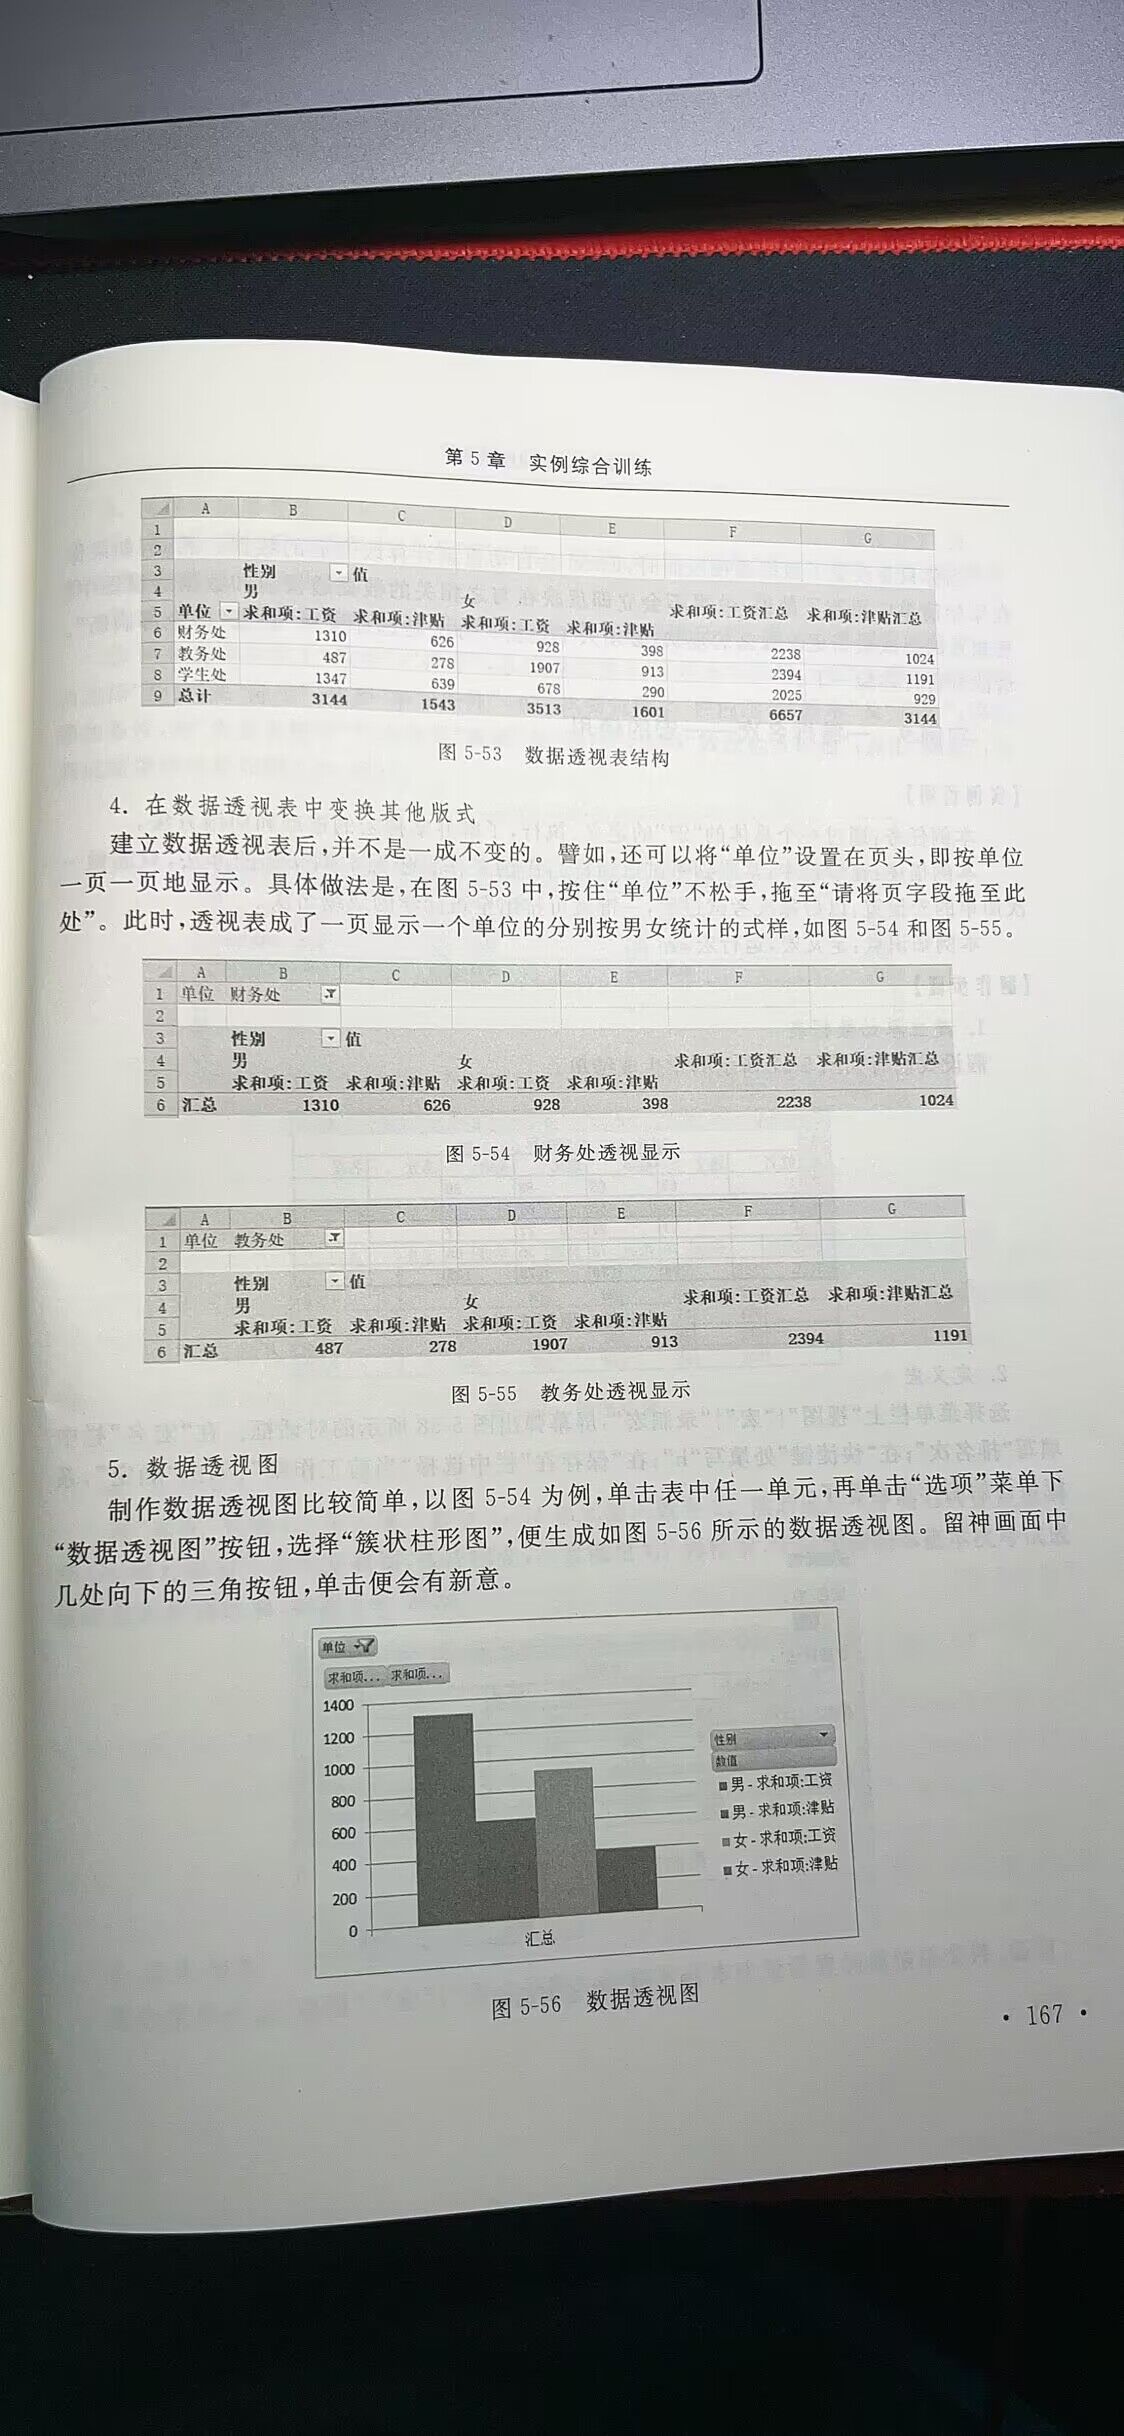 第5章 实例综合训练
A B C D E F G
1
2
3 性别 值
4 男 女 求和项:工资汇总 求和项:津贴汇总
5 单位 求和项:工资 求和项:津贴 求和项:工资 求和项:津贴
6 财务处 1310 626 928 398 2238 1024
7 教务处 487 278 1907 913 2394 1191
8 学生处 1347 639 678 290 2025 929
9 总计 3144 1543 3513 1601 6657 3144
图 5-53 数据透视表结构
4. 在数据透视表中变换其他版式
建立数据透视表后,并不是一成不变的。譬如,还可以将“单位”设置在页头,即按单位
一页一页地显示。具体做法是,在图 5-53 中,按住“单位”不松手,拖至“请将页字段拖至此
处”。此时,透视表成了一页显示一个单位的分别按男女统计的式样,如图 5-54 和图 5-55。
A B C D E F G
1 单位 财务处
2
3 性别 值
4 男 女 求和项:工资汇总 求和项:津贴汇总
5 求和项:工资 求和项:津贴 求和项:工资 求和项:津贴
6 汇总 1310 626 928 398 2238 1024
图 5-54 财务处透视显示
A B C D E F G
1 单位 教务处
2
3 性别 值
4 男 女 求和项:工资汇总 求和项:津贴汇总
5 求和项:工资 求和项:津贴 求和项:工资 求和项:津贴
6 汇总 487 278 1907 913 2394 1191
图 5-55 教务处透视显示
5. 数据透视图
制作数据透视图比较简单,以图 5-54 为例,单击表中任一单元,再单击“选项”菜单下
“数据透视图”按钮,选择“簇状柱形图”,便生成如图 5-56 所示的数据透视图。留神画面中
几处向下的三角按钮,单击便会有新意。
单位
求和项... 求和项...
1400
1200
1000
800
600
400
200
0
汇总
性别
数值
男-求和项:工资
男-求和项:津贴
女-求和项:工资
女-求和项:津贴
图 5-56 数据透视图
· 167 ·